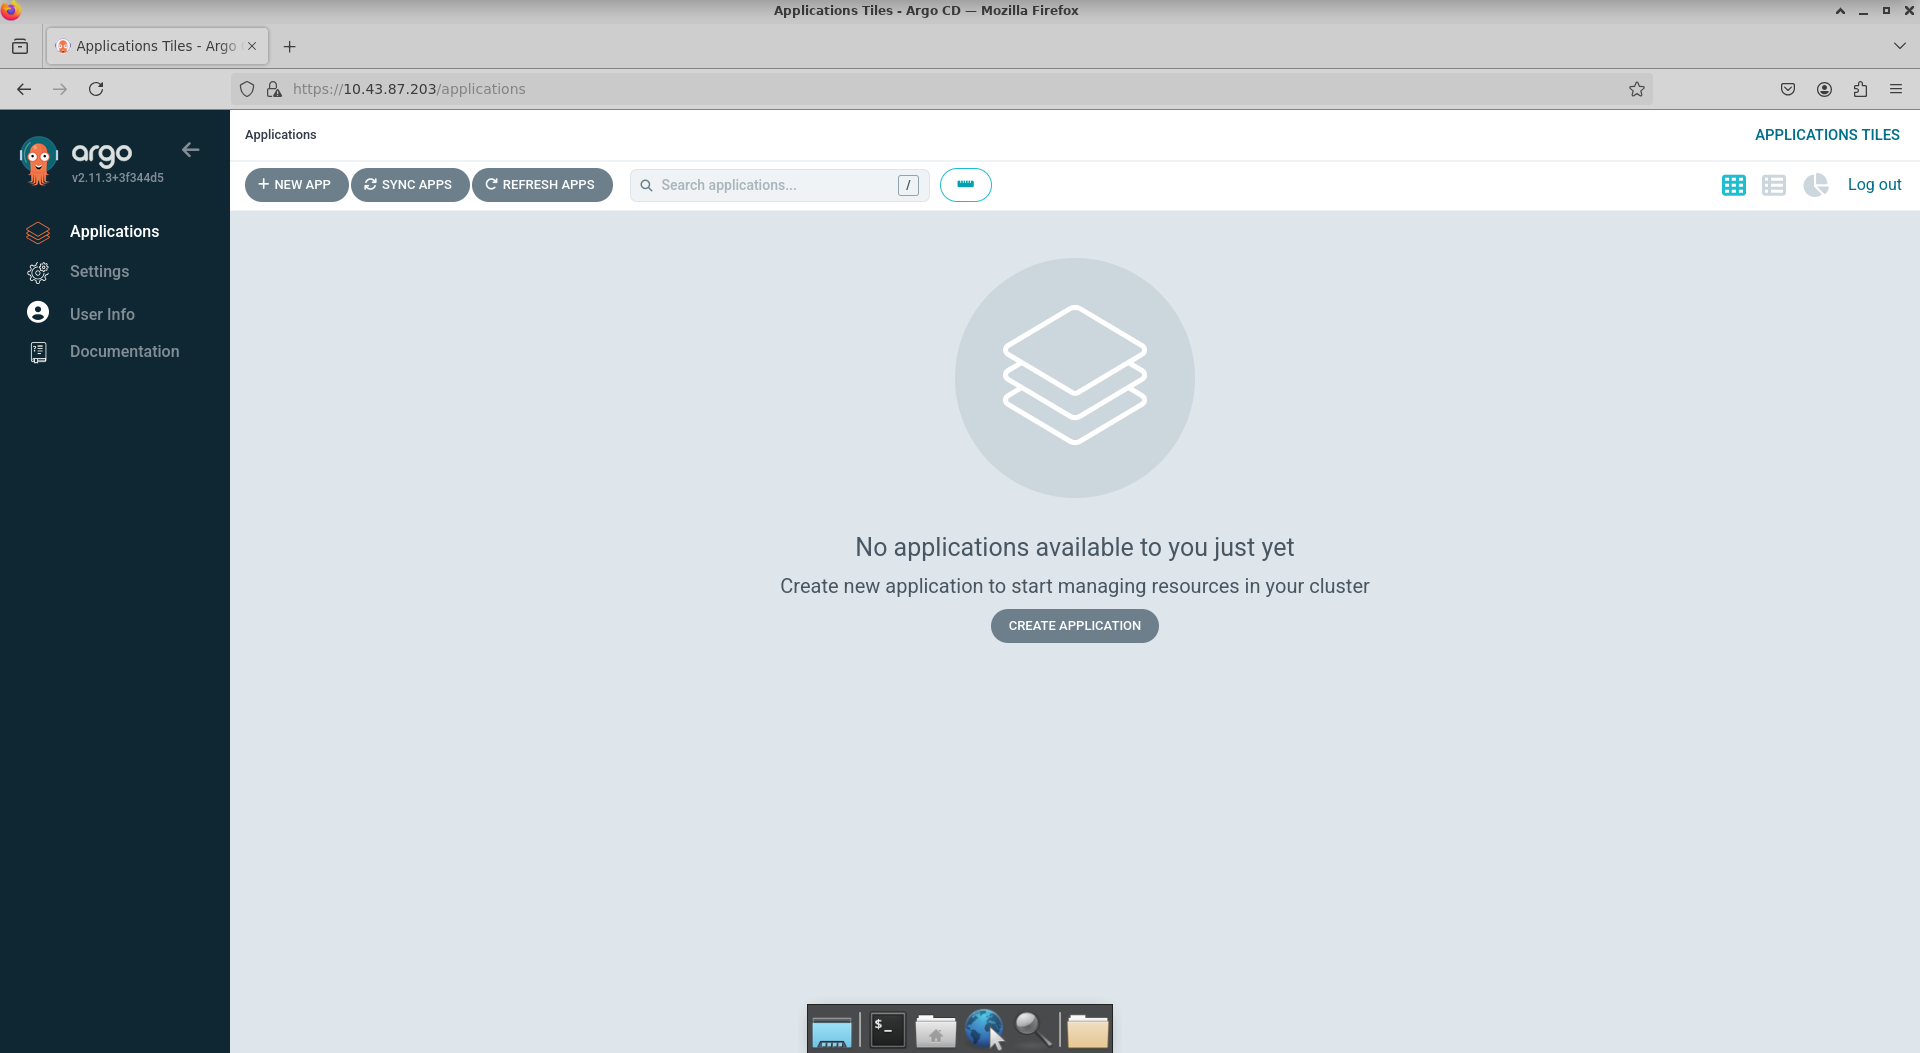 Applications Tiles - Argo CD — Mozilla Firefox
Applications Tiles - Argo
https://10.43.87.203/applications
argo
v2.11.3+3f344d5
Applications
Settings
User Info
Documentation
Applications
APPLICATIONS TILES
NEW APP
SYNC APPS
REFRESH APPS
Search applications...
/
Log out
No applications available to you just yet
Create new application to start managing resources in your cluster
CREATE APPLICATION
$_